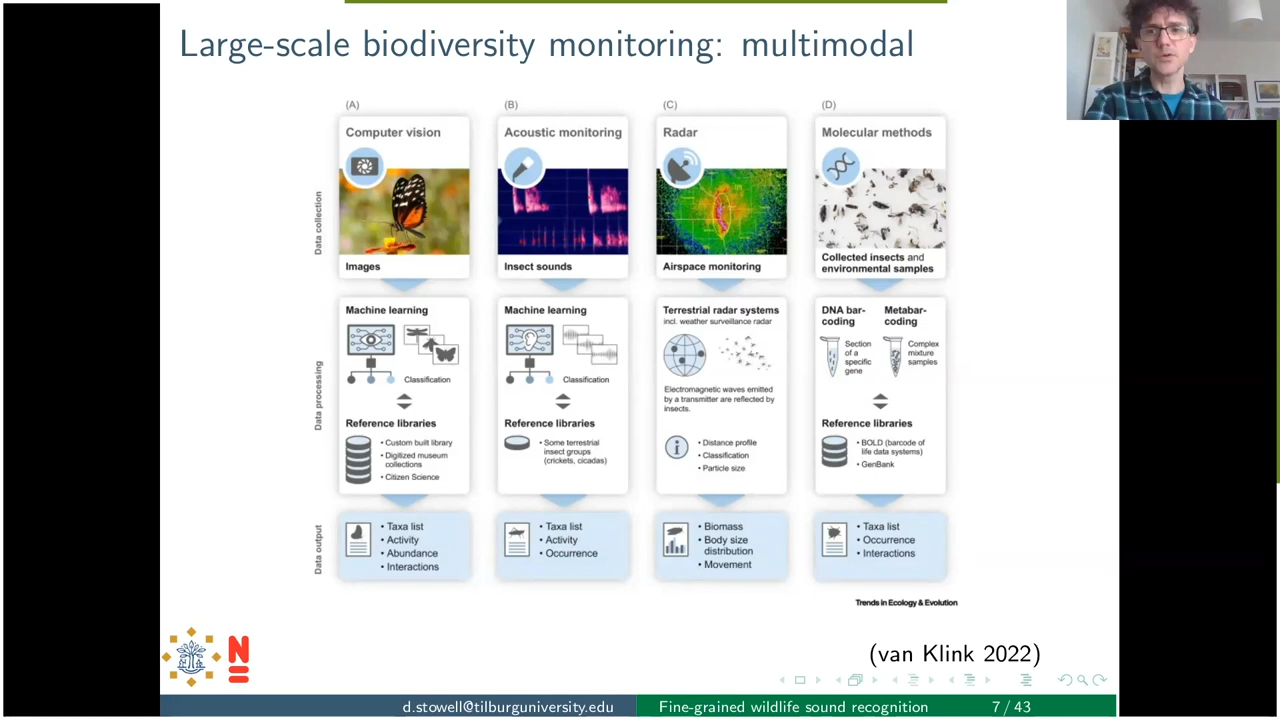 Large-scale biodiversity monitoring: multimodal
(A)
Computer vision
Images
(B)
Acoustic monitoring
Insect sounds
(C)
Radar
Airspace monitoring
(D)
Molecular methods
Collected insects and
environmental samples
Data collection
Machine learning
Classification
Reference libraries
• Custom built library
• Digitized museum
collections
• Citizen Science
Machine learning
Classification
Reference libraries
• Some terrestrial
insect groups
(crickets, cicadas)
Terrestrial radar systems
incl. weather surveillance radar
Electromagnetic waves emitted
by a transmitter are reflected by
insects.
• Distance profile
• Classification
• Particle size
DNA bar-
coding
Section
of a
specific
gene
Metabar-
coding
Complex
mixture
samples
Reference libraries
• BOLD (barcode of
life data systems)
• GenBank
Data processing
• Taxa list
• Activity
• Abundance
• Interactions
• Taxa list
• Activity
• Occurrence
• Biomass
• Body size
distribution
• Movement
• Taxa list
• Occurrence
• Interactions
Data output
Trends in Ecology & Evolution
(van Klink 2022)
d.stowell@tilburguniversity.edu
Fine-grained wildlife sound recognition
7 / 43